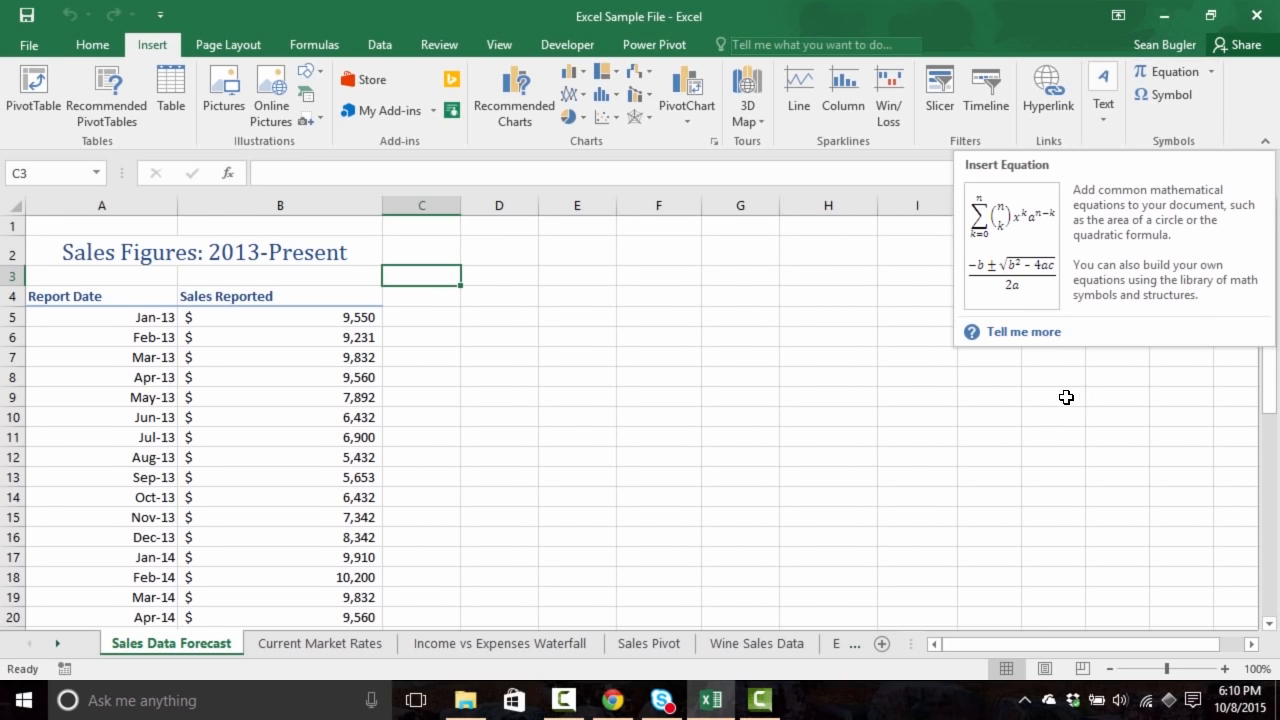 Excel Sample File - Excel
File Home Insert Page Layout Formulas Data Review View Developer Power Pivot Tell me what you want to do... Sean Bugler Share
PivotTable Recommended PivotTables Table Pictures Online Pictures Store My Add-ins Recommended Charts PivotChart 3D Map Line Column Win/Loss Slicer Timeline Hyperlink Text Equation Symbol
Tables Illustrations Add-ins Charts Tours Sparklines Filters Links Symbols
C3 fx
Insert Equation
Add common mathematical
equations to your document, such
as the area of a circle or the
quadratic formula.
You can also build your own
equations using the library of math
symbols and structures.
Tell me more
A B C D E F G H I
1
2 Sales Figures: 2013-Present
3
4 Report Date Sales Reported
5 Jan-13 $ 9,550
6 Feb-13 $ 9,231
7 Mar-13 $ 9,832
8 Apr-13 $ 9,560
9 May-13 $ 7,892
10 Jun-13 $ 6,432
11 Jul-13 $ 6,900
12 Aug-13 $ 5,432
13 Sep-13 $ 5,653
14 Oct-13 $ 6,432
15 Nov-13 $ 7,342
16 Dec-13 $ 8,342
17 Jan-14 $ 9,910
18 Feb-14 $ 10,200
19 Mar-14 $ 9,832
20 Apr-14 $ 9,560
Sales Data Forecast Current Market Rates Income vs Expenses Waterfall Sales Pivot Wine Sales Data E ...
Ready 100%
Ask me anything 6:10 PM
10/8/2015